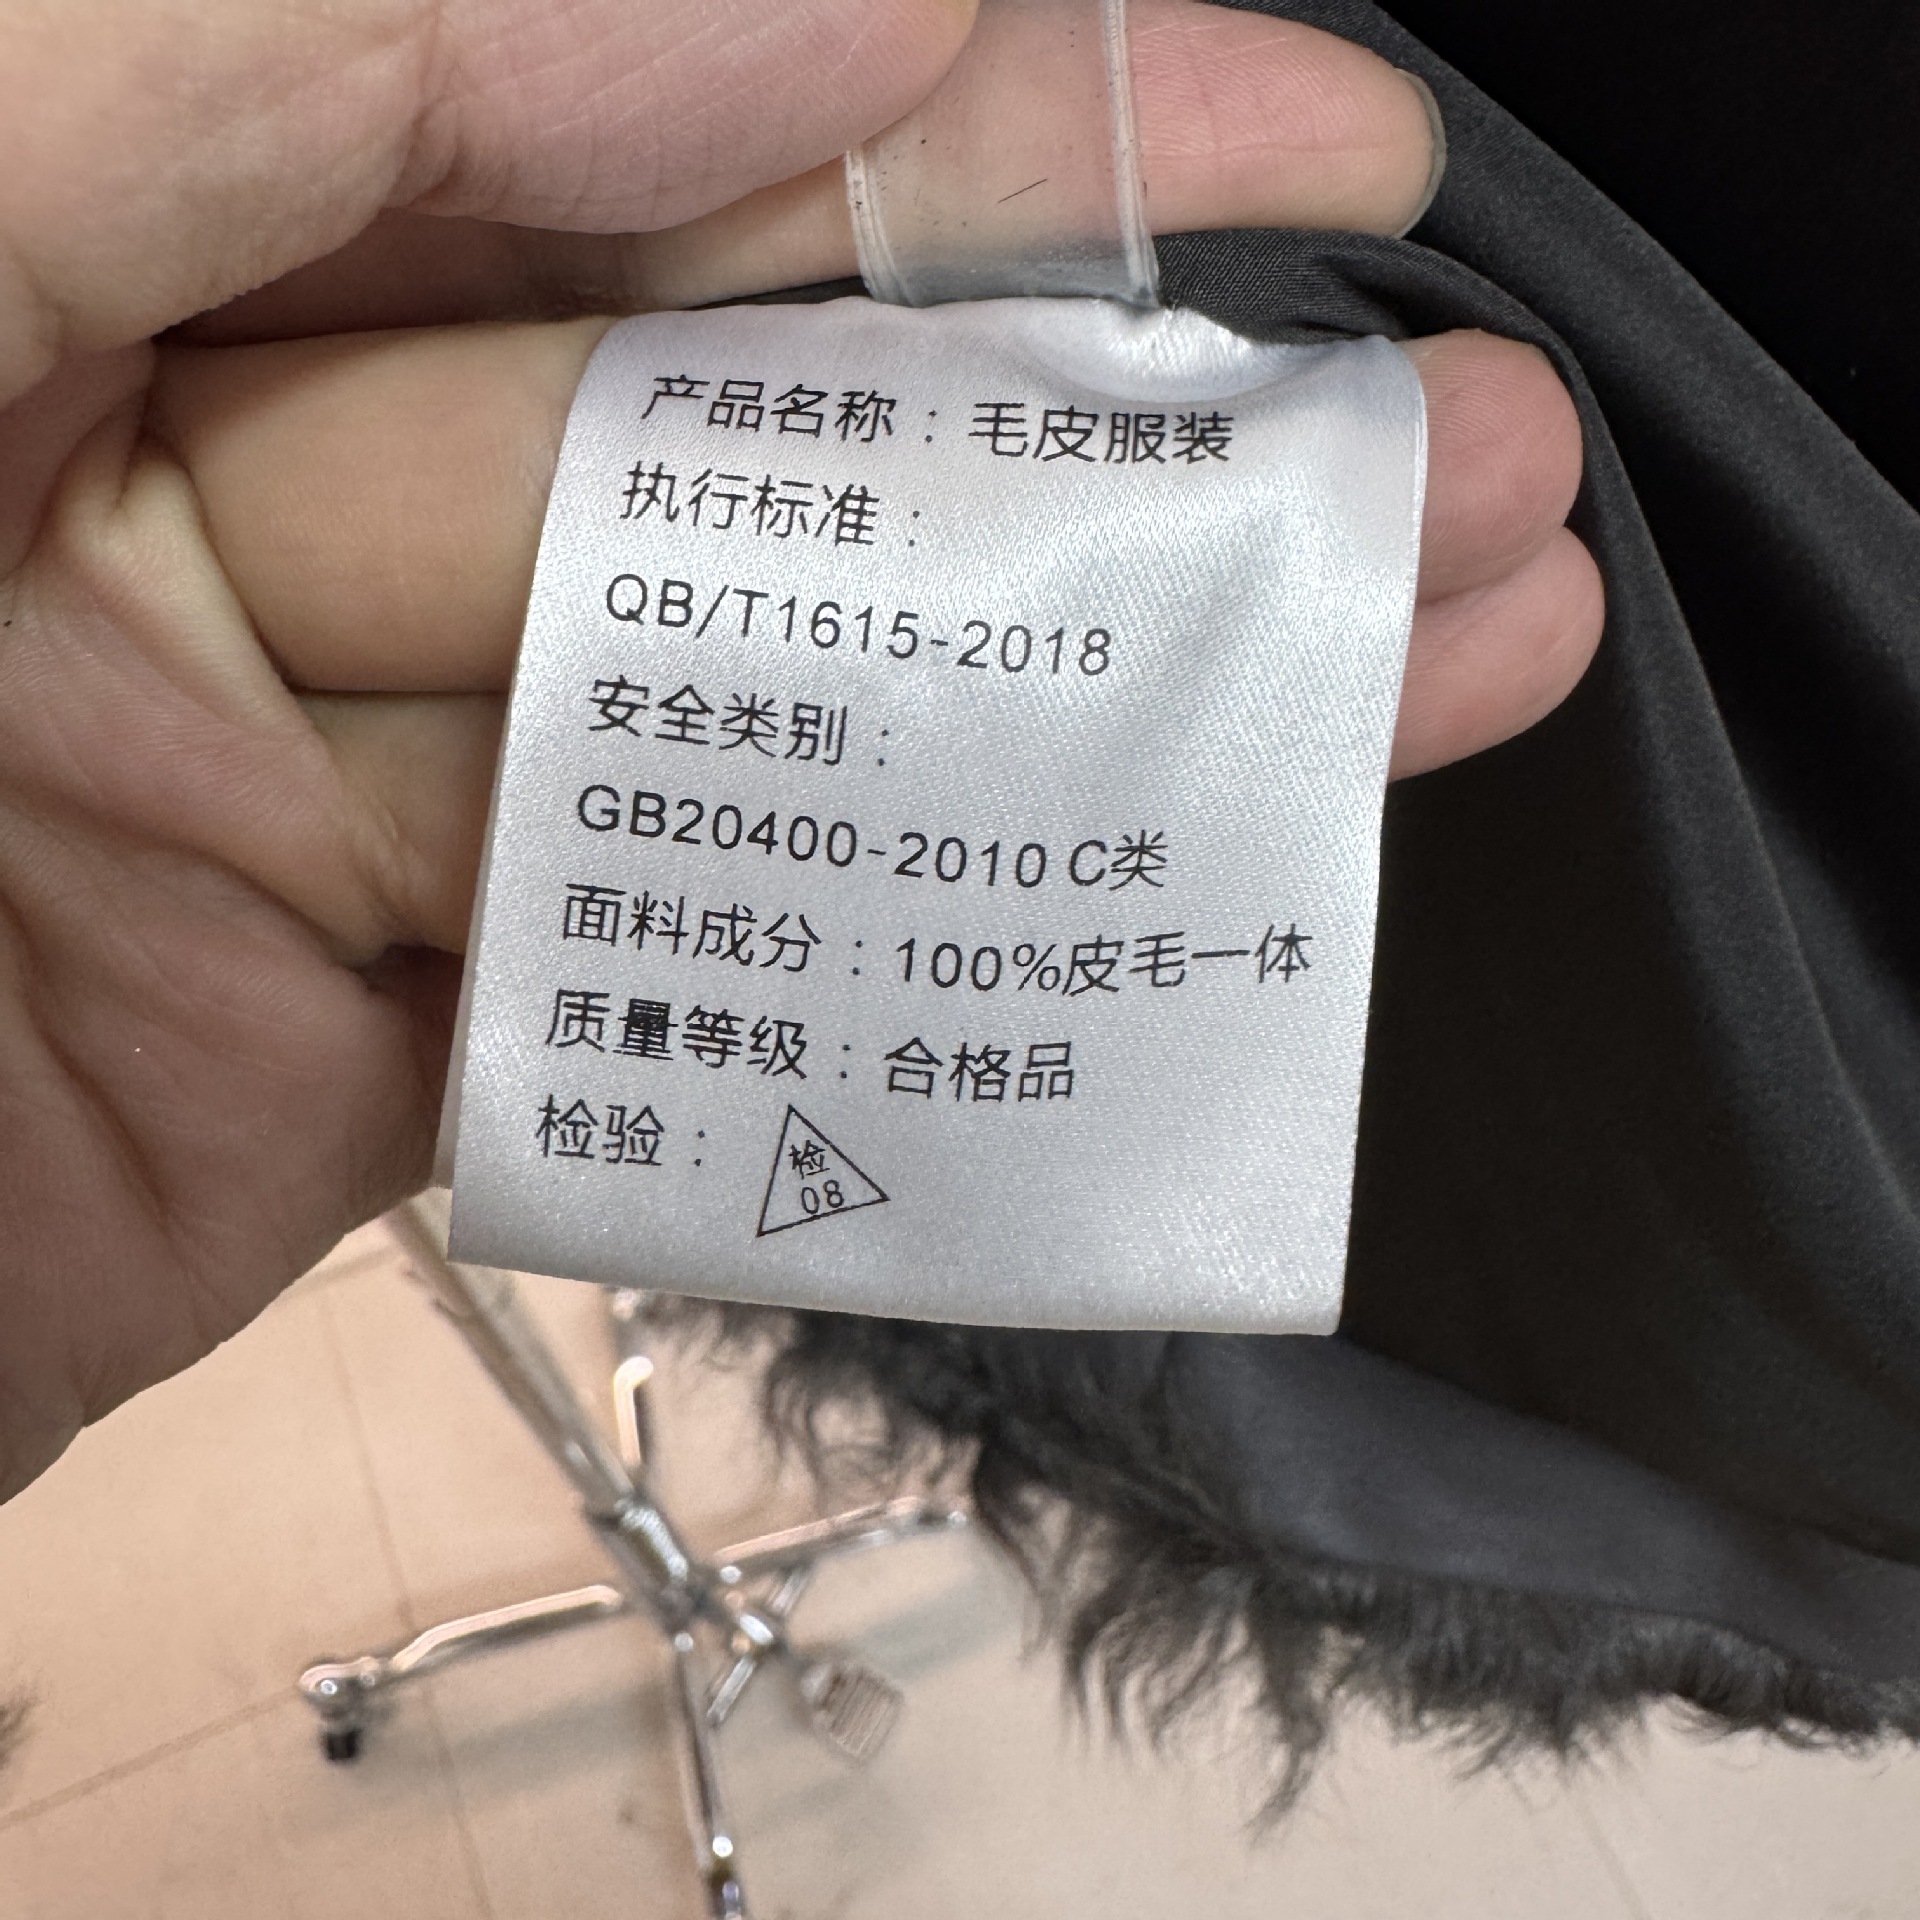 产品名称：毛皮服装
执行标准：
QB/T1615-2018
安全类别：
GB20400-2010 C类
面料成分：100%皮毛一体
质量等级：合格品
检验：
检
08